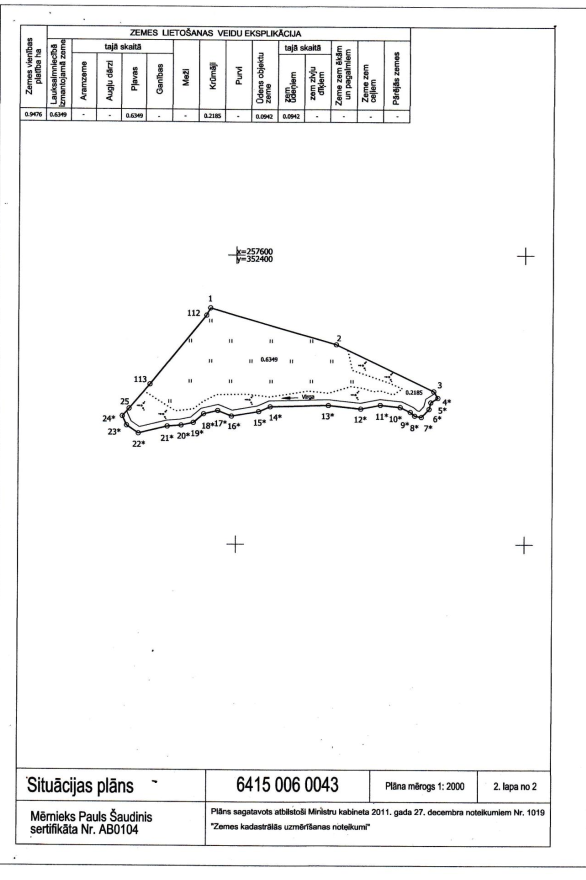 ZEMES LIETOŠANAS VEIDU EKSPLIKĀCIJA
Zemes vienības platība ha
Lauksaimniecībā izmantojamā zeme
tajā skaitā
Aramzeme
Augļu dārzi
Pļavas
Ganības
Meži
Krūmāji
Purvi
Ūdens objektu zeme
tajā skaitā
zem ūdeņiem
zem zivju dīķiem
Zeme zem ēkām un pagalmiem
Zeme zem ceļiem
Pārējās zemes
0.9476 0.6349 - - 0.6349 - - 0.2185 - 0.0942 0.0942 - - - -
x=257600
y=352400
1
112
2
0.6349
113
3
0.2185
Virga
25
24*
23*
22*
21*
20*
19*
18*
17*
16*
15*
14*
13*
12*
11*
10*
9*
8*
7*
6*
5*
4*
Situācijas plāns
6415 006 0043
Plāna mērogs 1: 2000
2. lapa no 2
Mērnieks Pauls Šaudinis
sertifikāta Nr. AB0104
Plāns sagatavots atbilstoši Ministru kabineta 2011. gada 27. decembra noteikumiem Nr. 1019
"Zemes kadastrālās uzmērīšanas noteikumi"